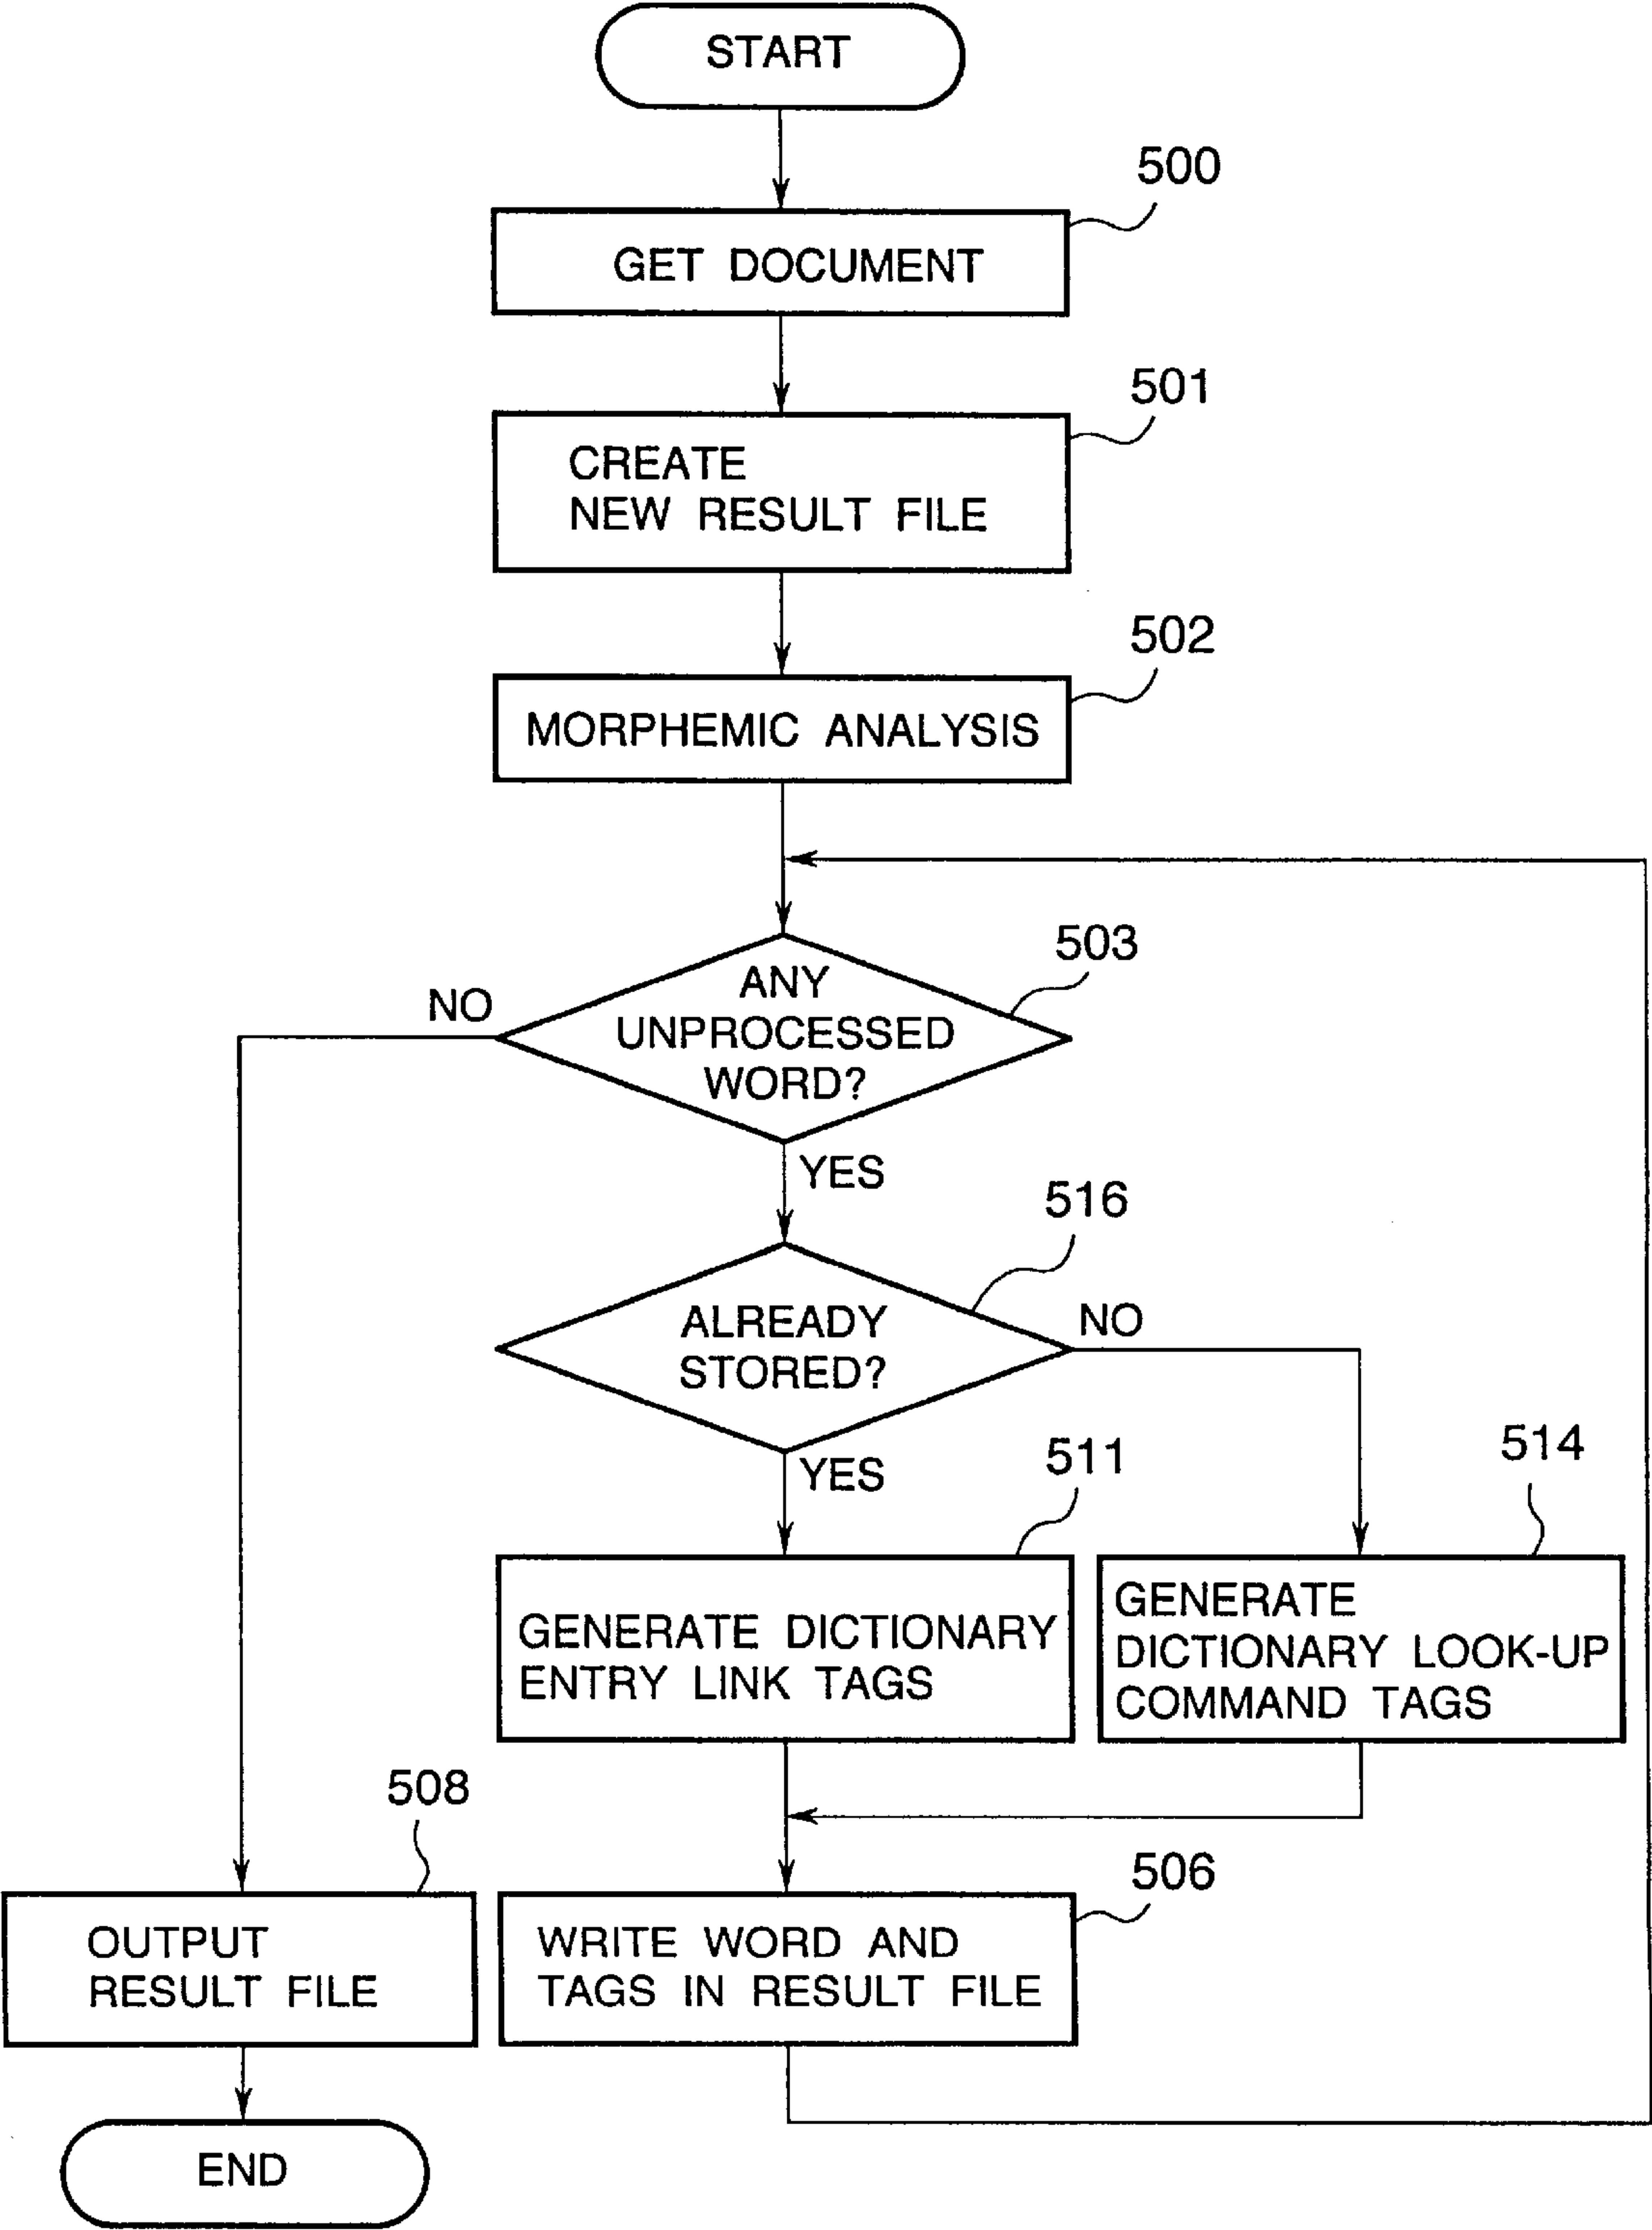 START
500
GET DOCUMENT
501
CREATE
NEW RESULT FILE
502
MORPHEMIC ANALYSIS
503
NO
ANY
UNPROCESSED
WORD?
YES
516
ALREADY
STORED?
NO
YES
511
514
GENERATE DICTIONARY
ENTRY LINK TAGS
GENERATE
DICTIONARY LOOK-UP
COMMAND TAGS
508
506
OUTPUT
RESULT FILE
WRITE WORD AND
TAGS IN RESULT FILE
END